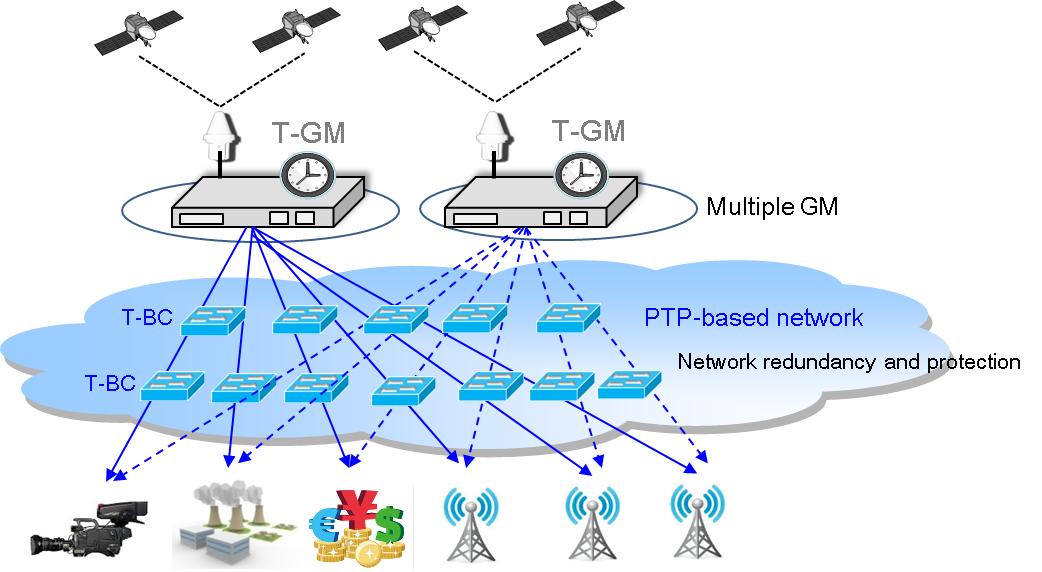 T-GM
T-GM
Multiple GM
T-BC
PTP-based network
Network redundancy and protection
T-BC
€ ¥ $